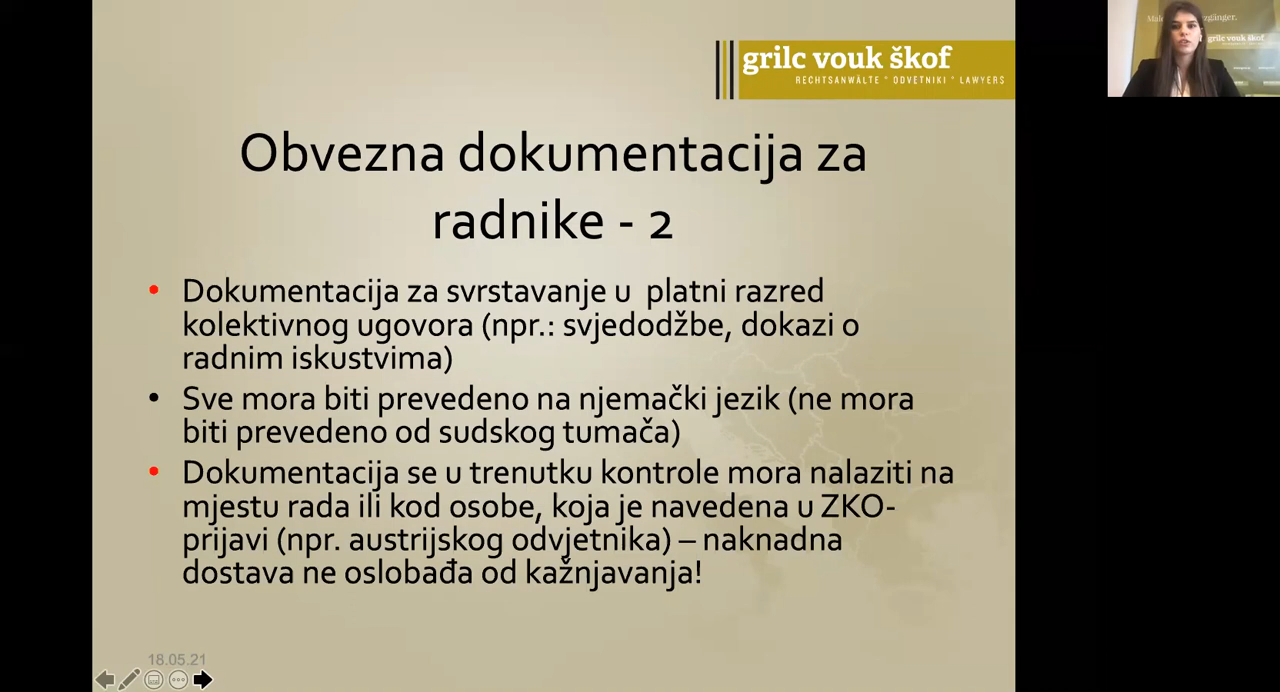 grilc vouk škof
RECHTSANWÄLTE * ODVETNIKI * LAWYERS
Obvezna dokumentacija za
radnike - 2
Dokumentacija za svrstavanje u platni razred
kolektivnog ugovora (npr.: svjedodžbe, dokazi o
radnim iskustvima)
Sve mora biti prevedeno na njemački jezik (ne mora
biti prevedeno od sudskog tumača)
Dokumentacija se u trenutku kontrole mora nalaziti na
mjestu rada ili kod osobe, koja je navedena u ZKO-
prijavi (npr. austrijskog odvjetnika) – naknadna
dostava ne oslobađa od kažnjavanja!
18.05.21
grilc vouk škof